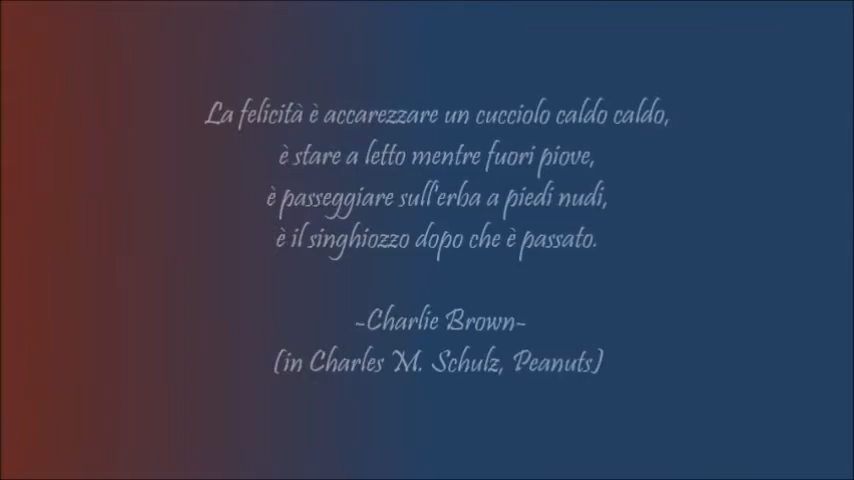 La felicità è accarezzare un cucciolo caldo caldo,
è stare a letto mentre fuori piove,
è passeggiare sull'erba a piedi nudi,
è il singhiozzo dopo che è passato.
~Charlie Brown~
(in Charles M. Schulz, Peanuts)